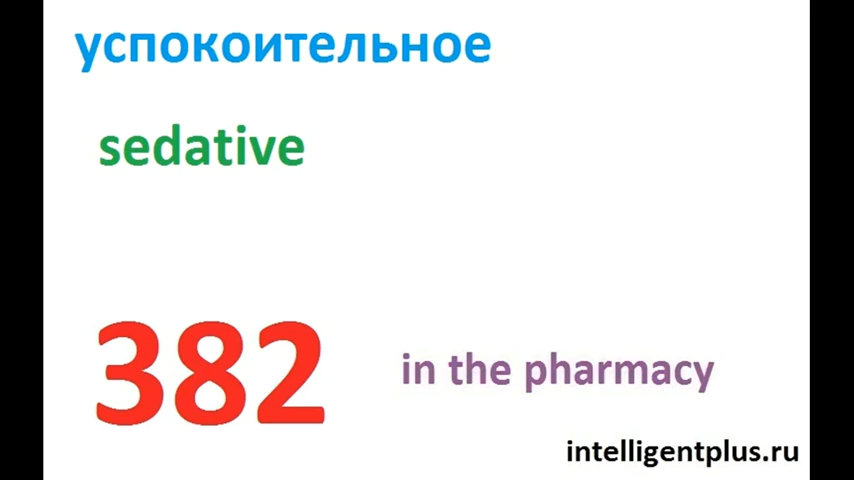 успокоительное
sedative
382
in the pharmacy
intelligentplus.ru